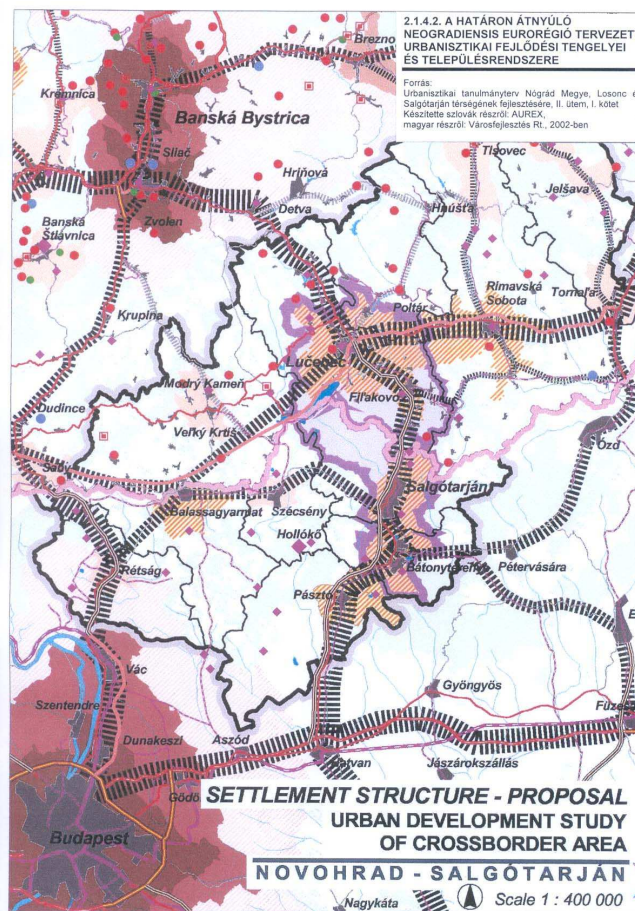 2.1.4.2. A HATÁRON ÁTNYÚLÓ
NEOGRADIENSIS EURORÉGIÓ TERVEZETT
URBANISZTIKAI FEJLŐDÉSI TENGELYEI
ÉS TELEPÜLÉSRENDSZERE
Forrás:
Urbanisztikai tanulmányterv Nógrád Megye, Losonc é
Salgótarján térségének fejlesztésére, II. ütem, I. kötet
Készítette szlovák részről: AUREX,
magyar részről: Városfejlesztés Rt., 2002-ben
Brezno
Kremnica
Banská Bystrica
Sliač
Tisovec
Hriňová
Jelšava
Detva
Hnúšťa
Zvolen
Banská
Štiavnica
Rimavská
Sobota
Tornaľa
Poltár
Krupina
Lučenec
Modrý Kameň
Fiľakovo
Dudince
Veľký Krtíš
Ózd
Šahy
Salgótarján
Balassagyarmat
Szécsény
Hollókő
Rétság
Bátonyterenye
Pétervására
Pásztó
Vác
Szentendre
Gyöngyös
Dunakeszi
Aszód
Hatvan
Jászárokszállás
Gödö
Budapest
SETTLEMENT STRUCTURE - PROPOSAL
URBAN DEVELOPMENT STUDY
OF CROSSBORDER AREA
NOVOHRAD - SALGÓTARJÁN
Nagykáta
Scale 1 : 400 000